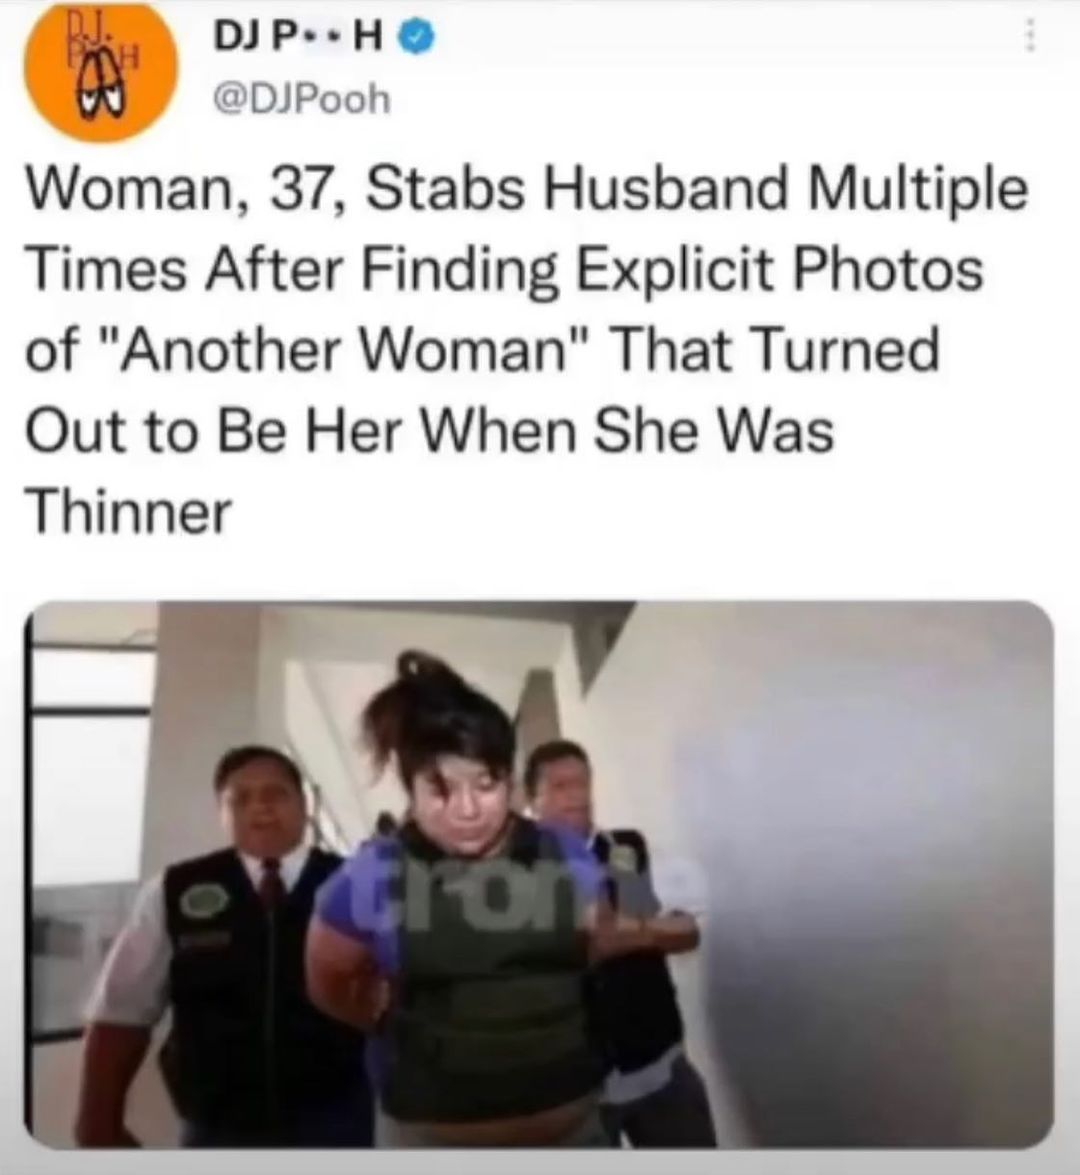 D.J.
POOH
DJ P•• H
@DJPooh
Woman, 37, Stabs Husband Multiple
Times After Finding Explicit Photos
of "Another Woman" That Turned
Out to Be Her When She Was
Thinner
trome